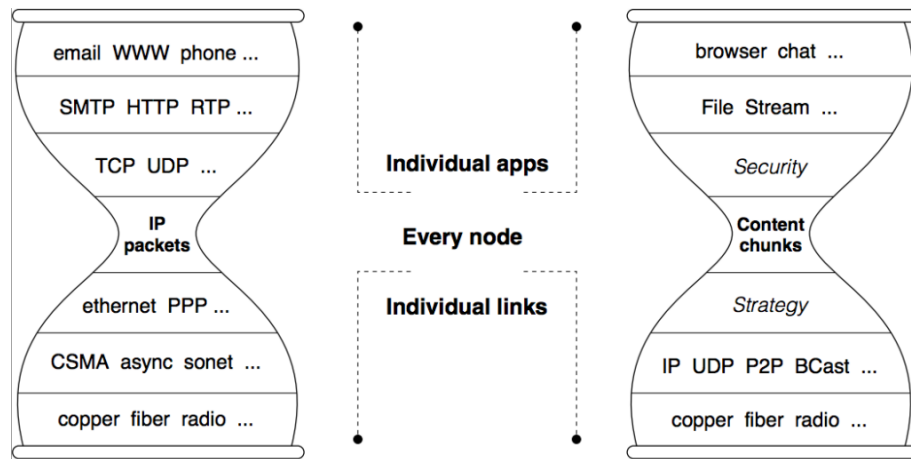 email WWW phone ...
SMTP HTTP RTP ...
TCP UDP ...
IP
packets
ethernet PPP ...
CSMA async sonet ...
copper fiber radio ...
Individual apps
Every node
Individual links
browser chat ...
File Stream ...
Security
Content
chunks
Strategy
IP UDP P2P BCast ...
copper fiber radio ...